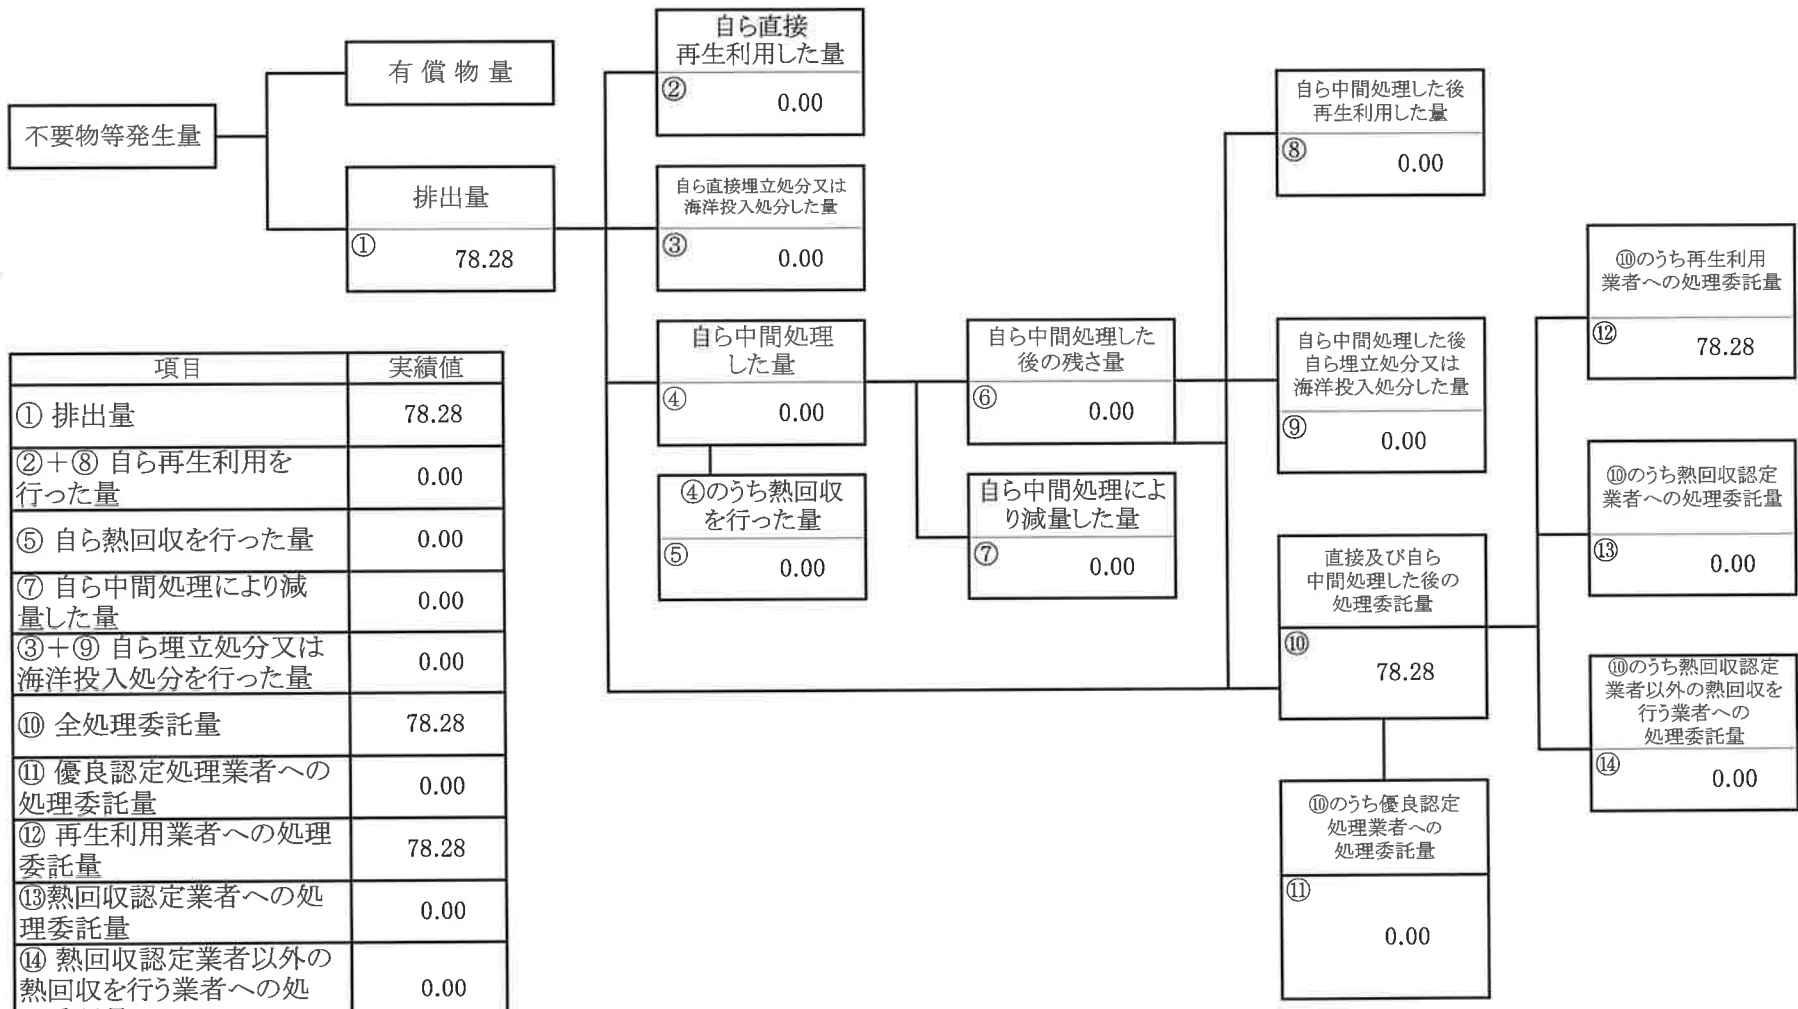 不要物等発生量
有償物量
排出量
①
78.28
自ら直接
再生利用した量
②
0.00
自ら直接埋立処分又は
海洋投入処分した量
③
0.00
自ら中間処理
した量
④
0.00
④のうち熱回収
を行った量
⑤
0.00
自ら中間処理した
後の残さ量
⑥
0.00
自ら中間処理によ
り減量した量
⑦
0.00
自ら中間処理した後
再生利用した量
⑧
0.00
自ら中間処理した後
自ら埋立処分又は
海洋投入処分した量
⑨
0.00
直接及び自ら
中間処理した後の
処理委託量
⑩
78.28
⑩のうち優良認定
処理業者への
処理委託量
⑪
0.00
⑩のうち再生利用
業者への処理委託量
⑫
78.28
⑩のうち熱回収認定
業者への処理委託量
⑬
0.00
⑩のうち熱回収認定
業者以外の熱回収を
行う業者への
処理委託量
⑭
0.00
項目 実績値
① 排出量 78.28
②+⑧ 自ら再生利用を
行った量 0.00
⑤ 自ら熱回収を行った量 0.00
⑦ 自ら中間処理により減
量した量 0.00
③+⑨ 自ら埋立処分又は
海洋投入処分を行った量 0.00
⑩ 全処理委託量 78.28
⑪ 優良認定処理業者への
処理委託量 0.00
⑫ 再生利用業者への処理
委託量 78.28
⑬熱回収認定業者への処
理委託量 0.00
⑭ 熱回収認定業者以外の
熱回収を行う業者への処 0.00